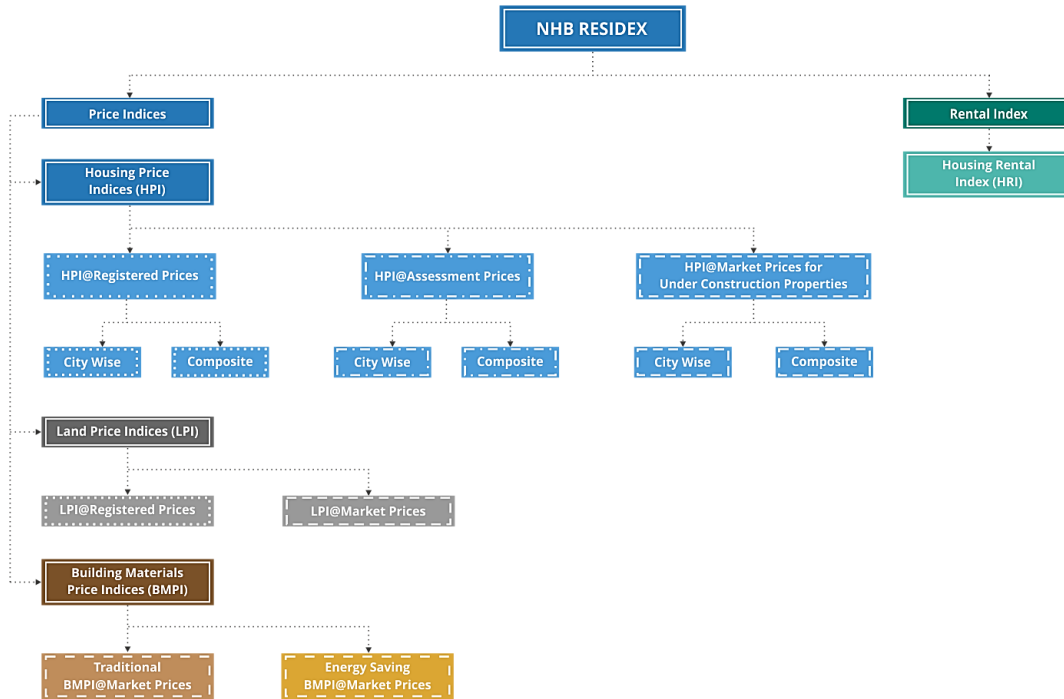 NHB RESIDEX
Price Indices
Rental Index
Housing Price
Indices (HPI)
Housing Rental
Index (HRI)
HPI@Registered Prices
HPI@Assessment Prices
HPI@Market Prices for
Under Construction Properties
City Wise
Composite
City Wise
Composite
City Wise
Composite
Land Price Indices (LPI)
LPI@Registered Prices
LPI@Market Prices
Building Materials
Price Indices (BMPI)
Traditional
BMPI@Market Prices
Energy Saving
BMPI@Market Prices